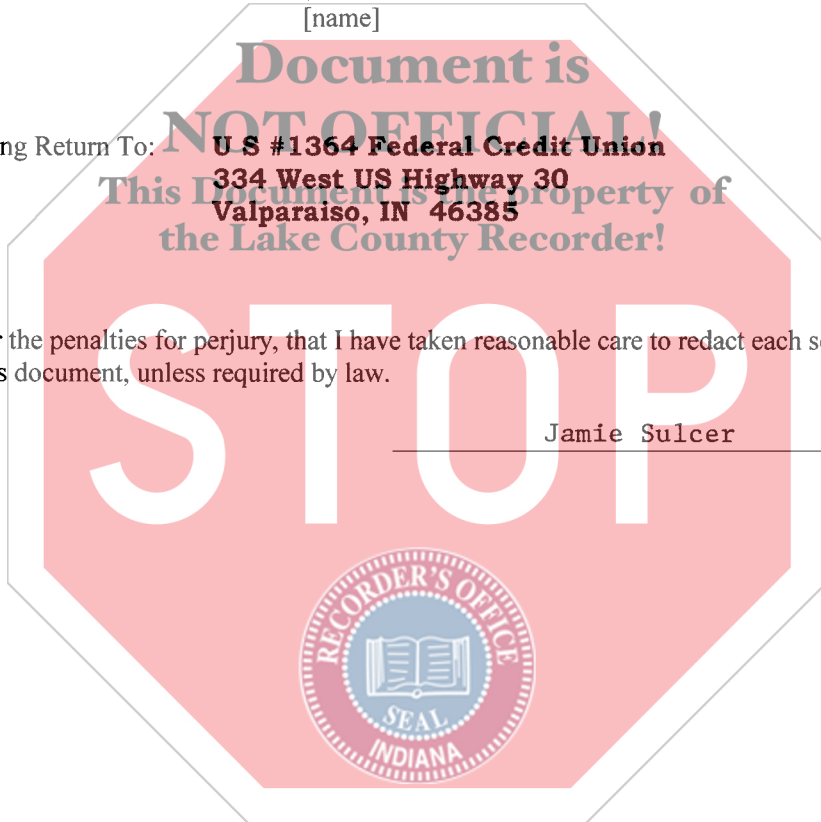 [name]
Document is
NOT OFFICIAL!
ng Return To: U S #1364 Federal Credit Union
334 West US Highway 30
This Document is the property of
Valparaiso, IN 46385
the Lake County Recorder!
the penalties for perjury, that I have taken reasonable care to redact each
s document, unless required by law.
Jamie Sulcer
STOP
RECORDER'S OFFICE
SEAL
INDIANA